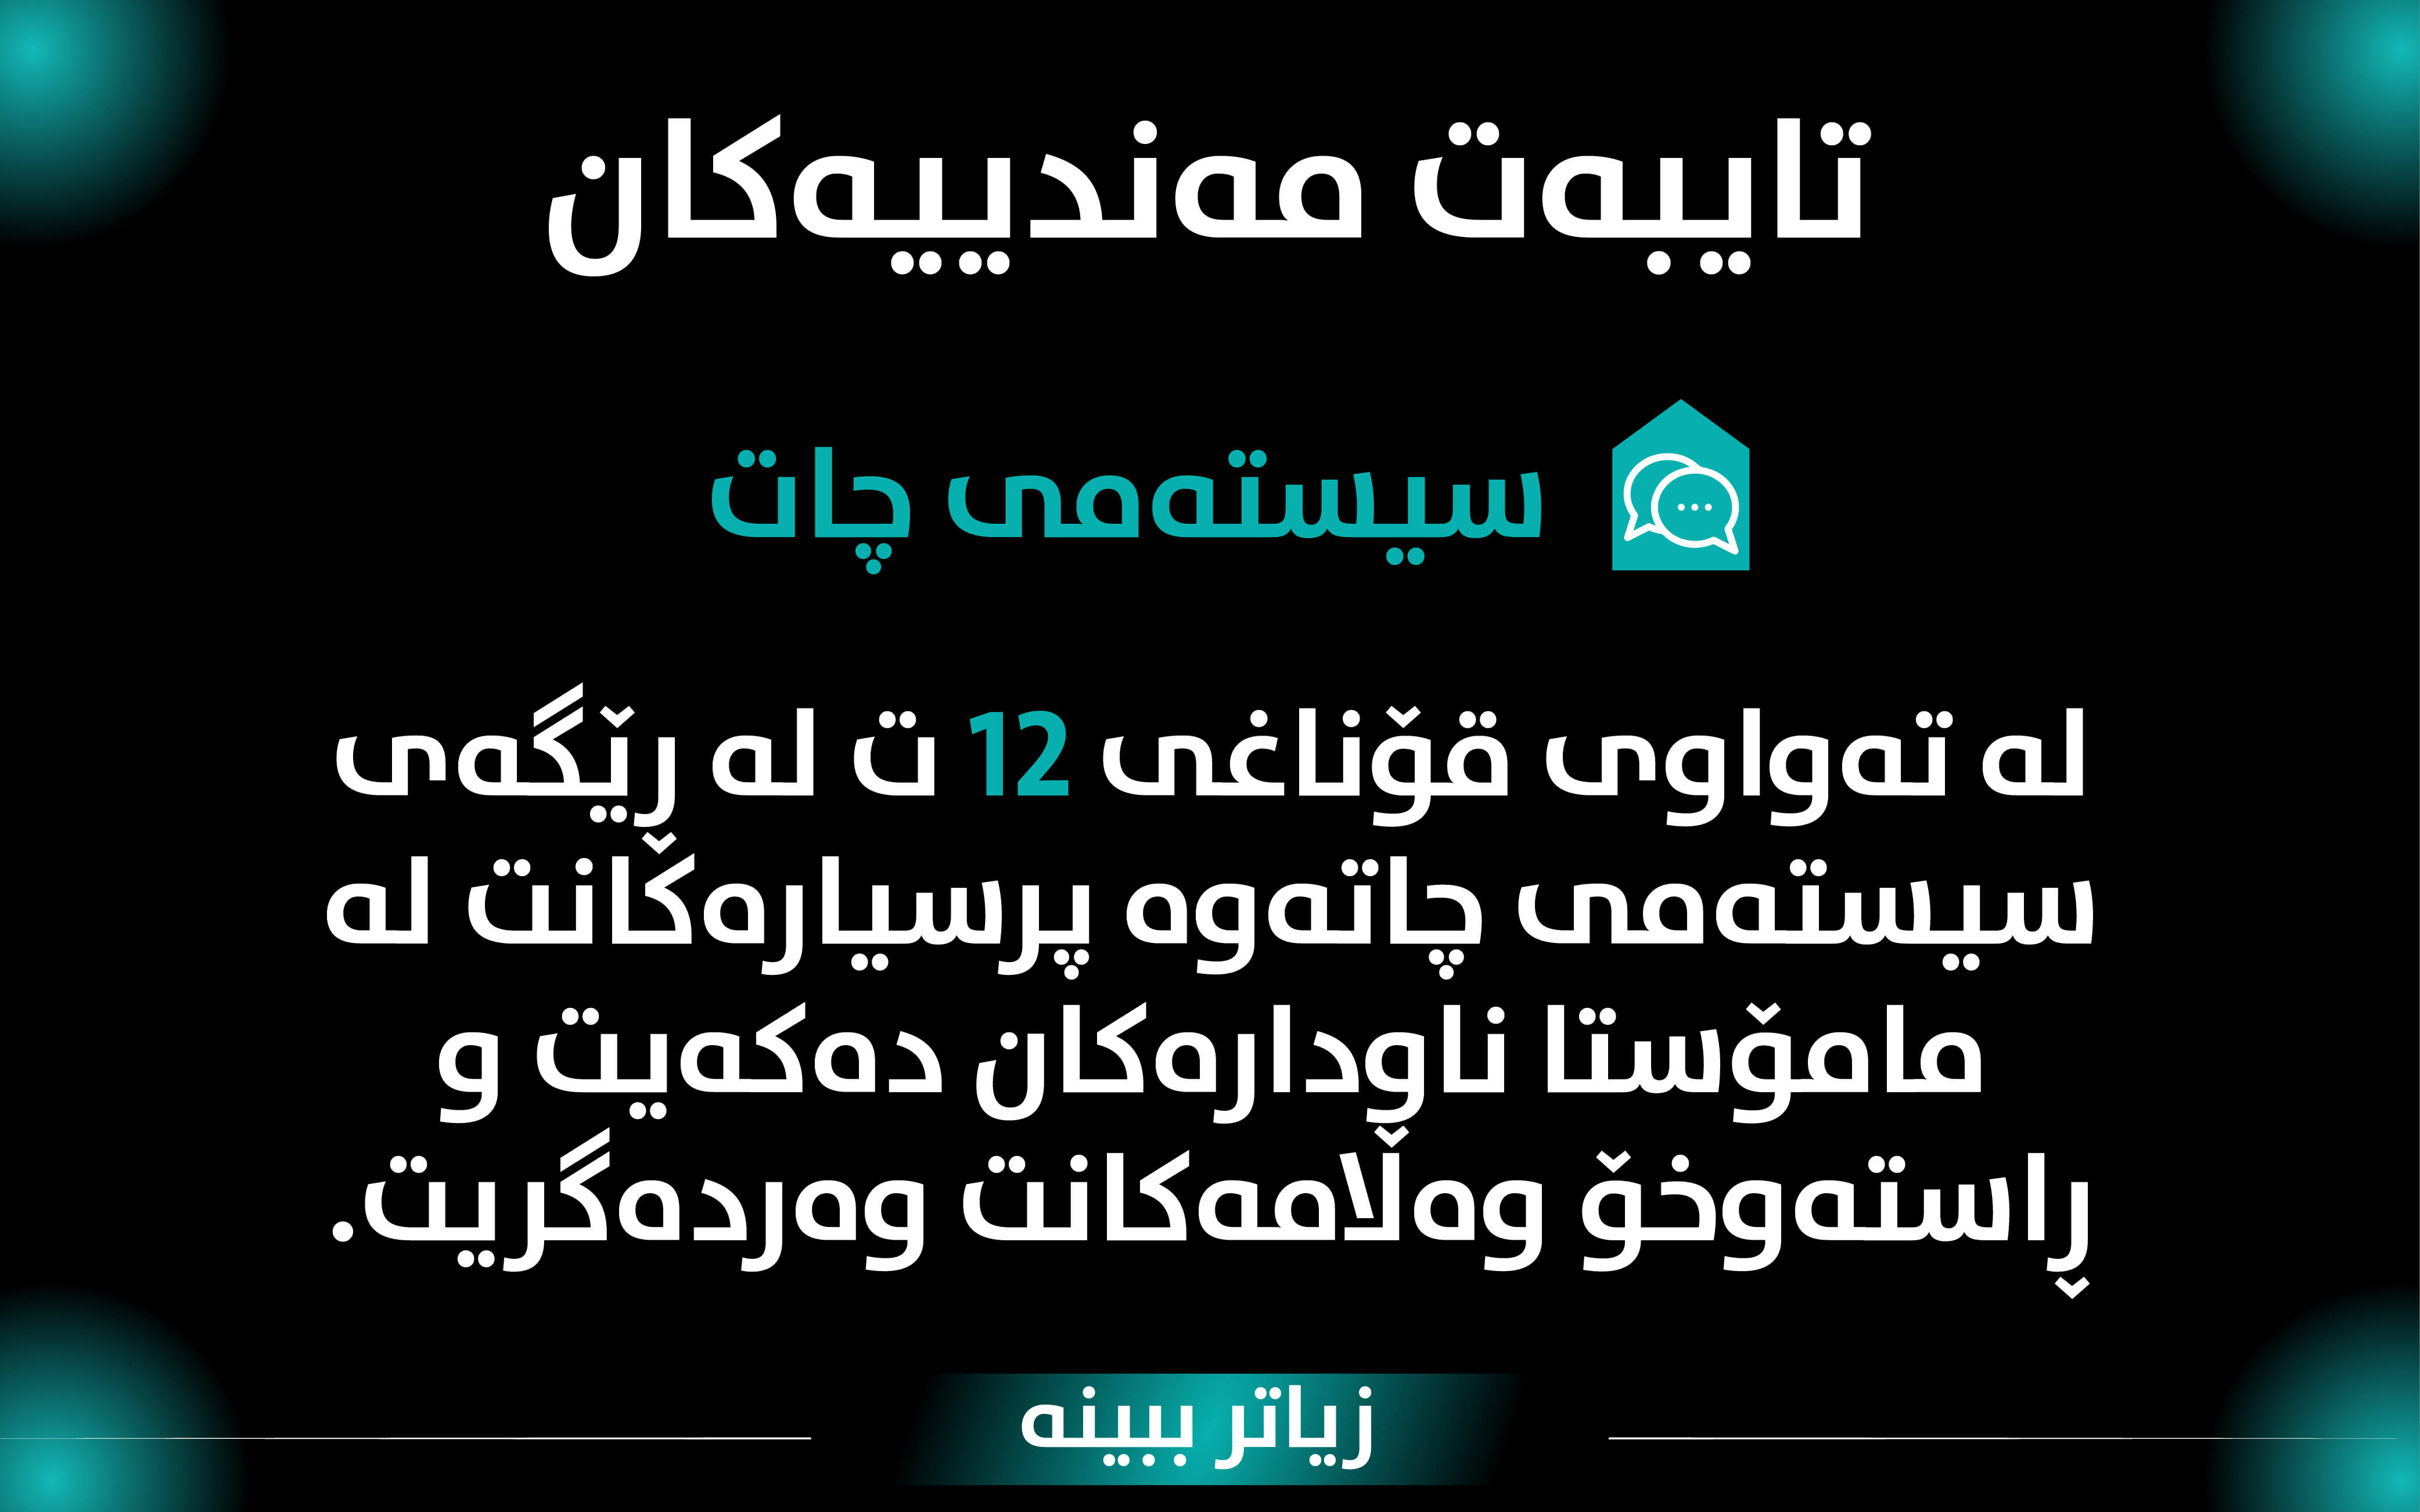 تایبەت مەندییەکان
سیستەمی چات
لە تەواوی قۆناغی 12 ت لە ڕێگەی
سیستەمی چاتەوە پرسیارەکانت لە
مامۆستا ناودارەکان دەکەیت و
ڕاستەوخۆ وەڵامەکانت وەردەگریت.
زیاتر ببینە